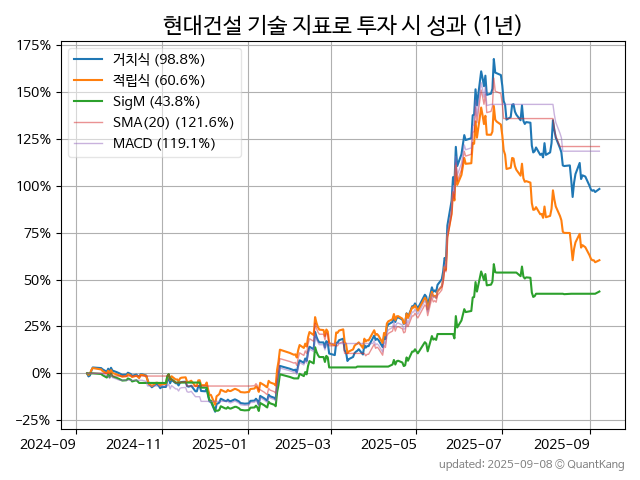 현대건설 기술 지표로 투자 시 성과 (1년)
175%
150%
125%
100%
75%
50%
25%
0%
−25%
거치식 (98.8%)
적립식 (60.6%)
SigM (43.8%)
SMA(20) (121.6%)
MACD (119.1%)
2024-09 2024-11 2025-01 2025-03 2025-05 2025-07 2025-09
updated: 2025-09-08 © QuantKang